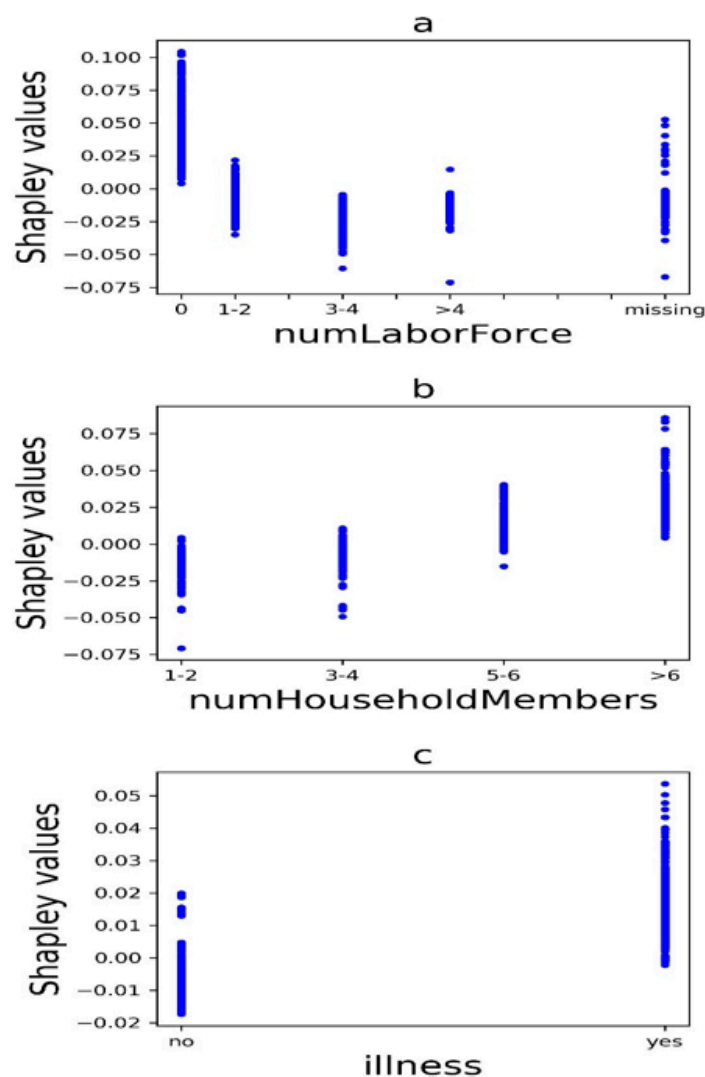 a
Shapley values
0.100
0.075
0.050
0.025
0.000
−0.025
−0.050
−0.075
0 1-2 3-4 >4 missing
numLaborForce
b
Shapley values
0.075
0.050
0.025
0.000
−0.025
−0.050
−0.075
1-2 3-4 5-6 >6
numHouseholdMembers
c
Shapley values
0.05
0.04
0.03
0.02
0.01
0.00
−0.01
−0.02
no yes
illness